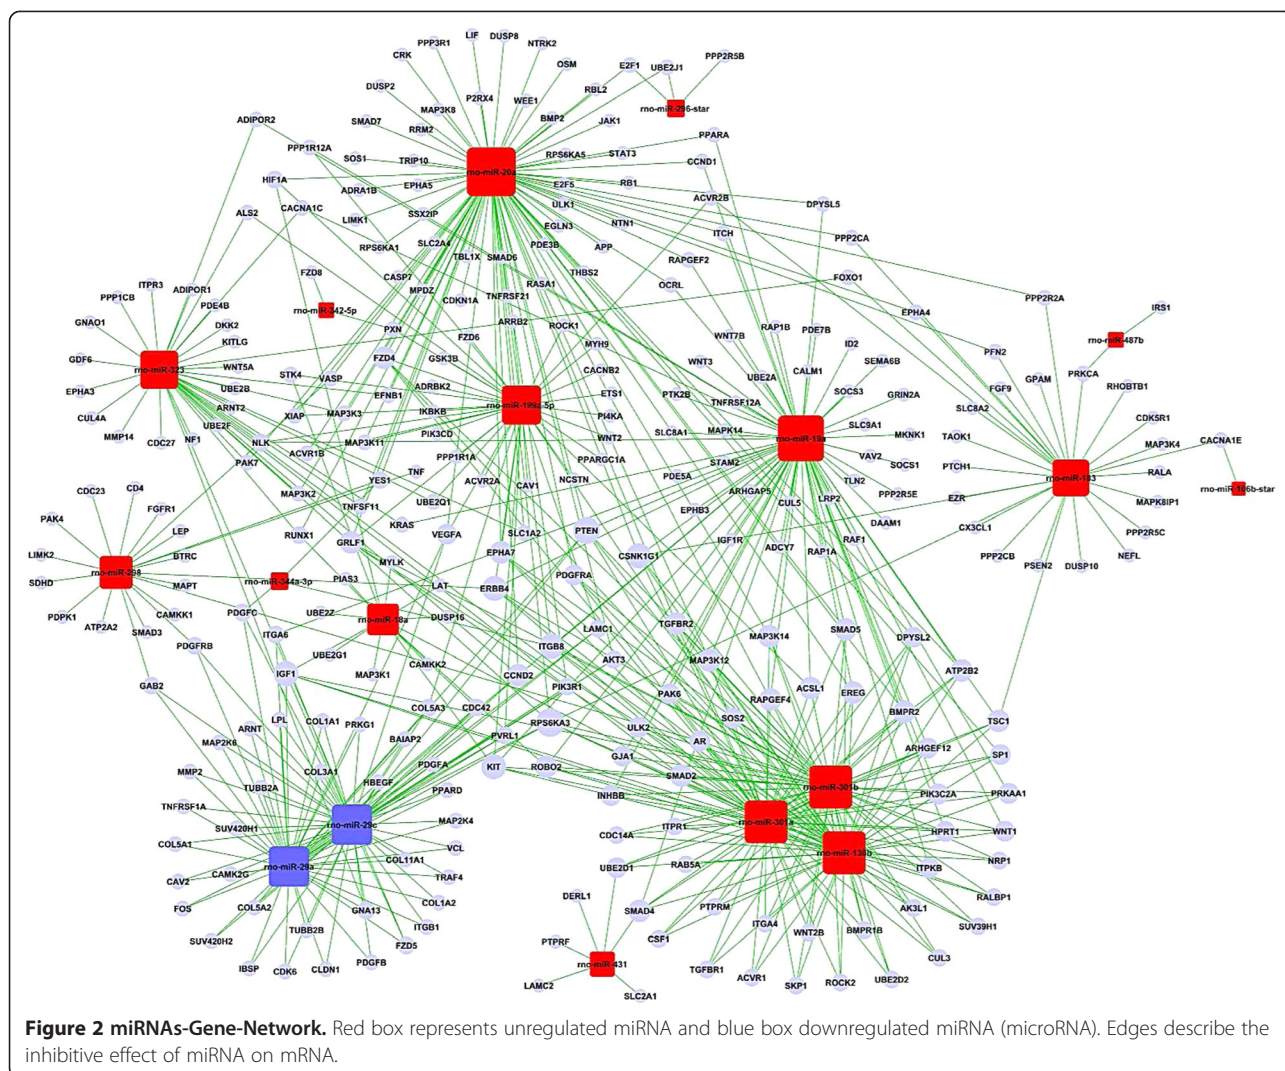 LIF
DUSP8
PPP3R1
NTRK2
CRK
OSM
E2F1
UBE2J1
PPP2R5B
DUSP2
P2RX4
WEE1
RBL2
MAP3K8
BMP2
rno-miR-296-star
ADIPOR2
SMAD7
RRM2
JAK1
PPARA
PPP1R12A
SOS1
TRIP10
RPS6KA5
STAT3
CCND1
rno-miR-20a
HIF1A
ADRA1B
EPHA5
E2F5
RB1
ACVR2B
DPYSL5
ALS2
CACNA1C
LIMK1
SSX2IP
ULK1
EGLN3
NTN1
ITCH
PPP2CA
RPS6KA1
SLC2A4
PDE3B
APP
TBL1X
SMAD6
RAPGEF2
FOXO1
FZD8
CASP7
THBS2
OCRL
ITPR3
ADIPOR1
MPDZ
RASA1
PPP1CB
PDE4B
CDKN1A
TNFRSF21
PPP2R2A
IRS1
GNAO1
rno-miR-342-5p
DKK2
PXN
ARRB2
ROCK1
RAP1B
PDE7B
EPHA4
KITLG
FZD6
MYH9
WNT7B
ID2
rno-miR-487b
GDF6
rno-miR-323
WNT5A
FZD4
GSK3B
CACNB2
WNT3
CALM1
SEMA6B
PFN2
GPAM
PRKCA
EPHA3
UBE2B
STK4
VASP
ADRBK2
ETS1
PTK2B
UBE2A
SOCS3
GRIN2A
FGF9
RHOBTB1
ARNT2
EFNB1
rno-miR-199a-5p
TNFRSF12A
SLC8A2
CDK5R1
CUL4A
UBE2F
XIAP
MAP3K3
IKBKB
PI4KA
SLC8A1
MAPK14
rno-miR-19a
SLC9A1
MKNK1
TAOK1
MAP3K4
CACNA1E
MMP14
CDC27
NF1
NLK
MAP3K11
PIK3CD
WNT2
VAV2
SOCS1
PTCH1
RALA
PAK7
ACVR1B
PPP1R1A
PPARGC1A
STAM2
rno-miR-183
rno-miR-106b-star
CDC23
CD4
YES1
TNF
ACVR2A
CAV1
NCSTN
PDE5A
TLN2
PPP2R5E
EZR
MAPK8IP1
FGFR1
MAP3K2
TNFSF11
UBE2Q1
ARHGAP5
CUL5
LRP2
PAK4
LEP
RUNX1
KRAS
VEGFA
SLC1A2
PTEN
EPHB3
DAAM1
CX3CL1
PPP2R5C
LIMK2
BTRC
GRLF1
EPHA7
CSNK1G1
IGF1R
ADCY7
RAP1A
RAF1
PPP2CB
NEFL
SDHD
rno-miR-298
MAPT
rno-miR-344a-3p
PIAS3
MYLK
LAT
ERBB4
PDGFRA
PSEN2
DUSP10
PDPK1
ATP2A2
CAMKK1
SMAD3
PDGFC
UBE2Z
rno-miR-18a
DUSP16
LAMC1
TGFBR2
MAP3K14
SMAD5
DPYSL2
PDGFRB
ITGA6
UBE2G1
ITGB8
AKT3
MAP3K12
ATP2B2
GAB2
IGF1
MAP3K1
CAMKK2
CCND2
PIK3R1
PAK6
RAPGEF4
ACSL1
EREG
LPL
COL1A1
PRKG1
COL5A3
CDC42
RPS6KA3
ULK2
SOS2
BMPR2
TSC1
ARNT
MAP2K6
BAIAP2
PVRL1
AR
ARHGEF12
SP1
MMP2
COL3A1
TUBB2A
HBEGF
PDGFA
KIT
ROBO2
GJA1
SMAD2
rno-miR-301b
PIK3C2A
PRKAA1
TNFRSF1A
PPARD
INHBB
SUV420H1
rno-miR-29c
MAP2K4
CDC14A
ITPR1
rno-miR-301a
HPRT1
WNT1
COL5A1
VCL
rno-miR-130b
NRP1
rno-miR-29a
COL11A1
UBE2D1
RAB5A
ITPKB
CAV2
CAMK2G
TRAF4
RALBP1
FOS
COL5A2
GNA13
COL1A2
DERL1
SMAD4
PTPRM
AK3L1
SUV39H1
SUV420H2
TUBB2B
ITGB1
ITGA4
WNT2B
BMPR1B
FZD5
PTPRF
CSF1
CUL3
IBSP
CDK6
CLDN1
PDGFB
rno-miR-431
TGFBR1
ACVR1
SKP1
ROCK2
UBE2D2
LAMC2
SLC2A1
Figure 2 miRNAs-Gene-Network. Red box represents unregulated miRNA and blue box downregulated miRNA (microRNA). Edges describe the
inhibitive effect of miRNA on mRNA.